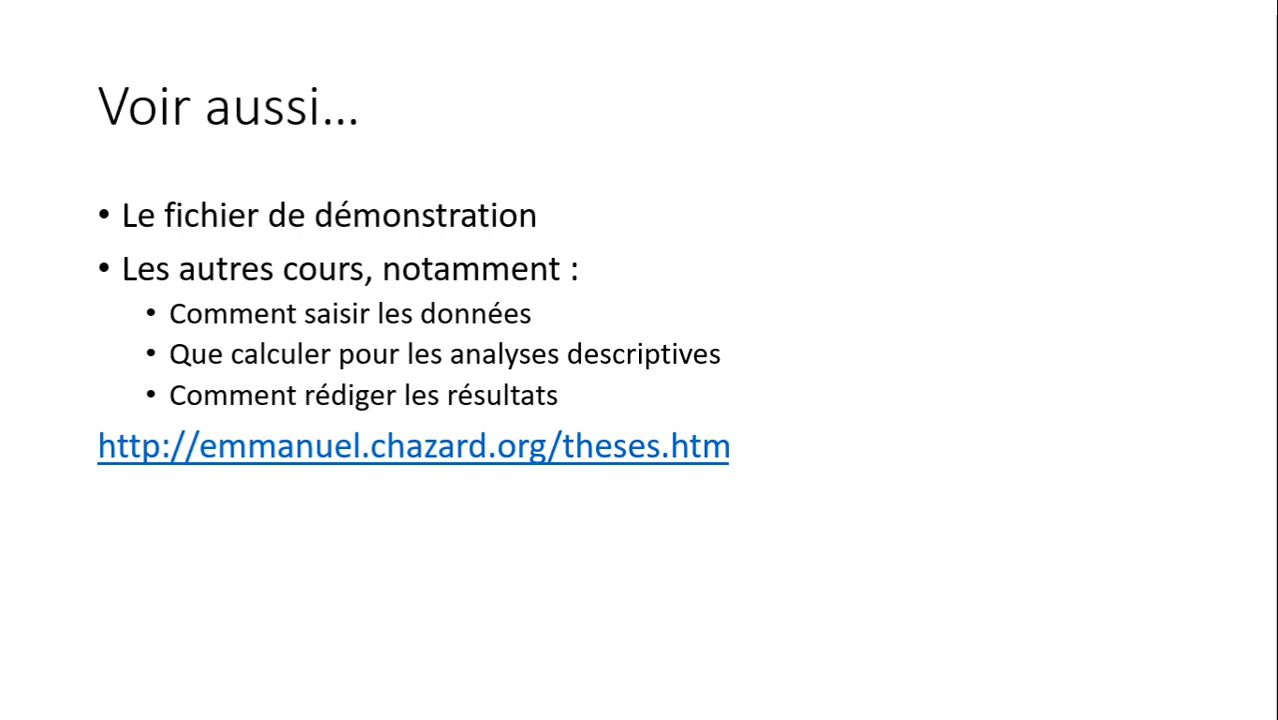 Voir aussi…
• Le fichier de démonstration
• Les autres cours, notamment :
• Comment saisir les données
• Que calculer pour les analyses descriptives
• Comment rédiger les résultats
http://emmanuel.chazard.org/theses.htm